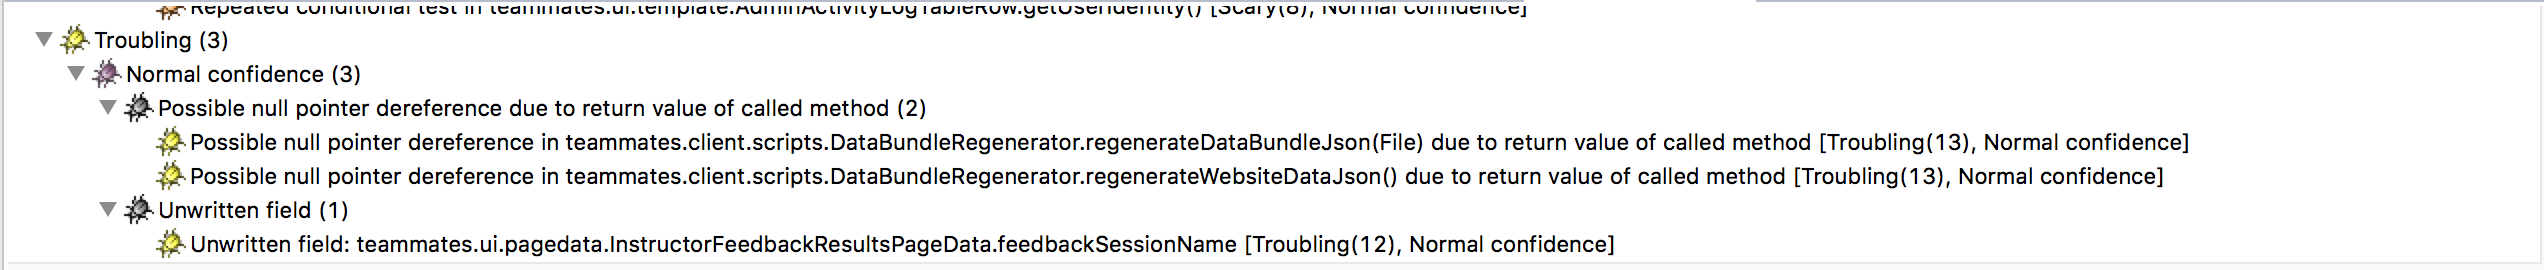 Repeated conditional test in teammates.ui.template.AdminActivityLogTableRow.getUserIdentity() [Scary(8), Normal confidence]
Troubling (3)
Normal confidence (3)
Possible null pointer dereference due to return value of called method (2)
Possible null pointer dereference in teammates.client.scripts.DataBundleRegenerator.regenerateDataBundleJson(File) due to return value of called method [Troubling(13), Normal confidence]
Possible null pointer dereference in teammates.client.scripts.DataBundleRegenerator.regenerateWebsiteDataJson() due to return value of called method [Troubling(13), Normal confidence]
Unwritten field (1)
Unwritten field: teammates.ui.pagedata.InstructorFeedbackResultsPageData.feedbackSessionName [Troubling(12), Normal confidence]